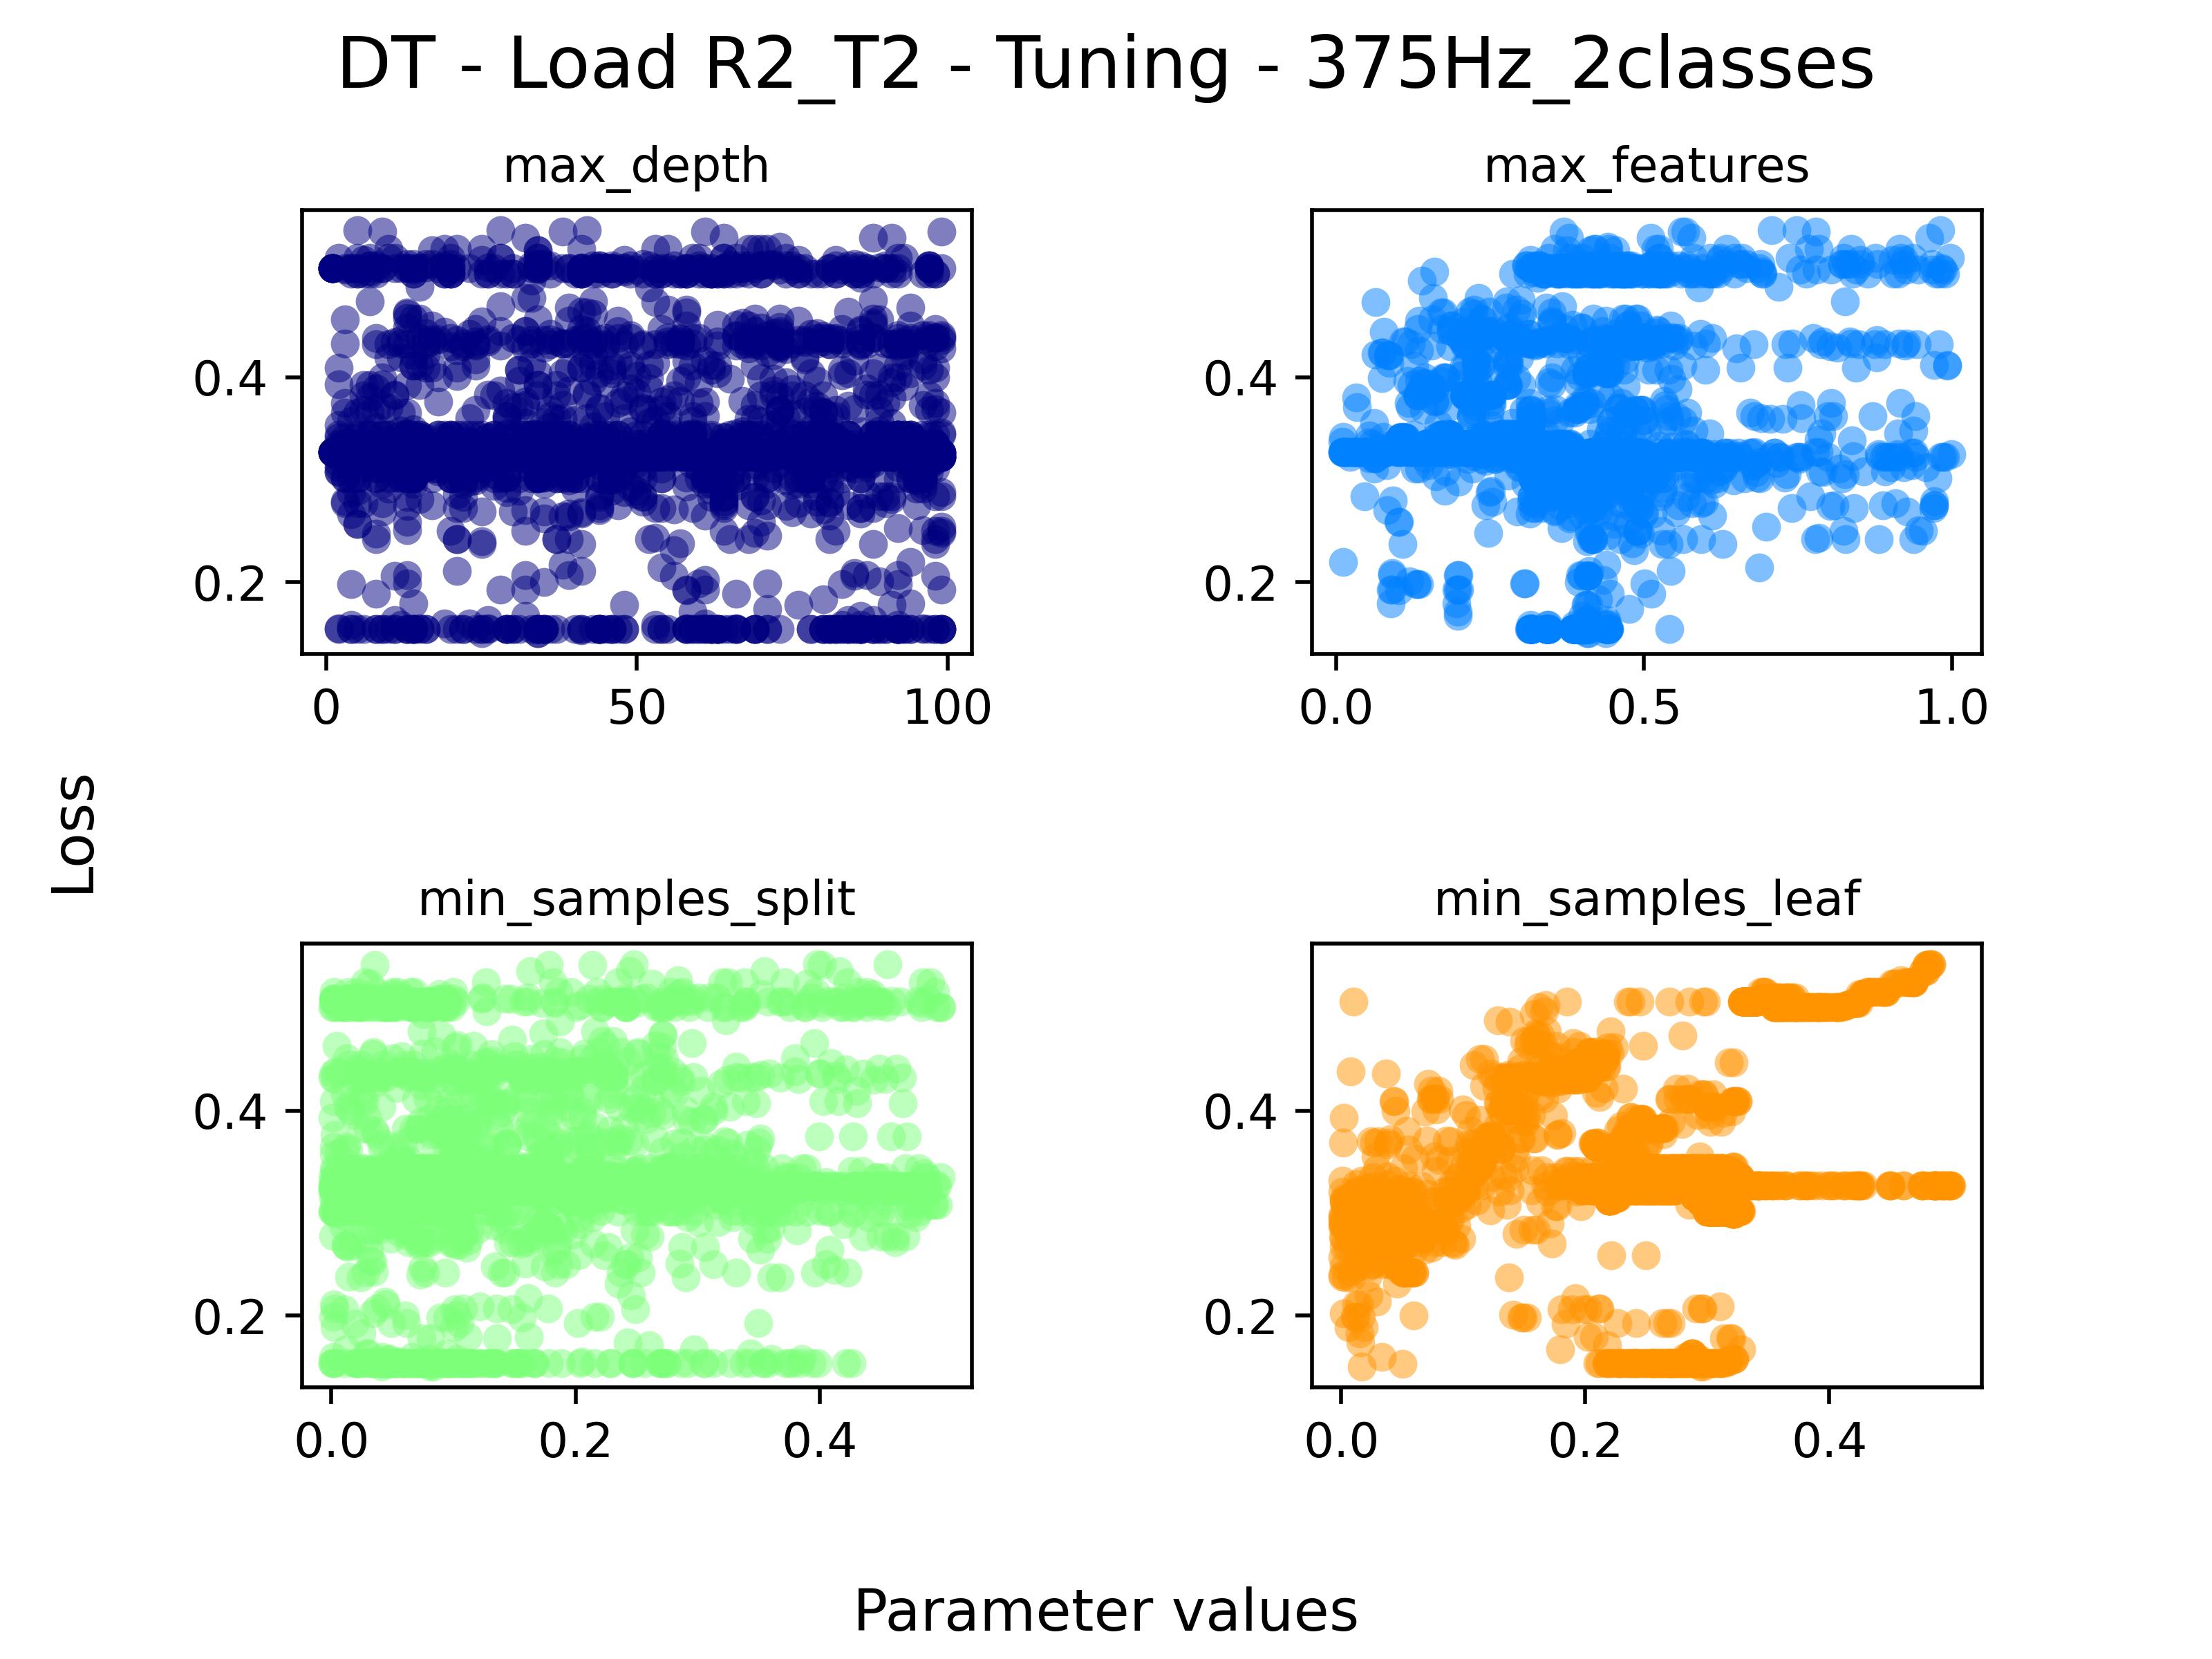 DT - Load R2_T2 - Tuning - 375Hz_2classes
max_depth
max_features
0.4
0.2
0
50
100
0.4
0.2
0.0
0.5
1.0
Loss
min_samples_split
min_samples_leaf
0.4
0.2
0.0
0.2
0.4
0.4
0.2
0.0
0.2
0.4
Parameter values